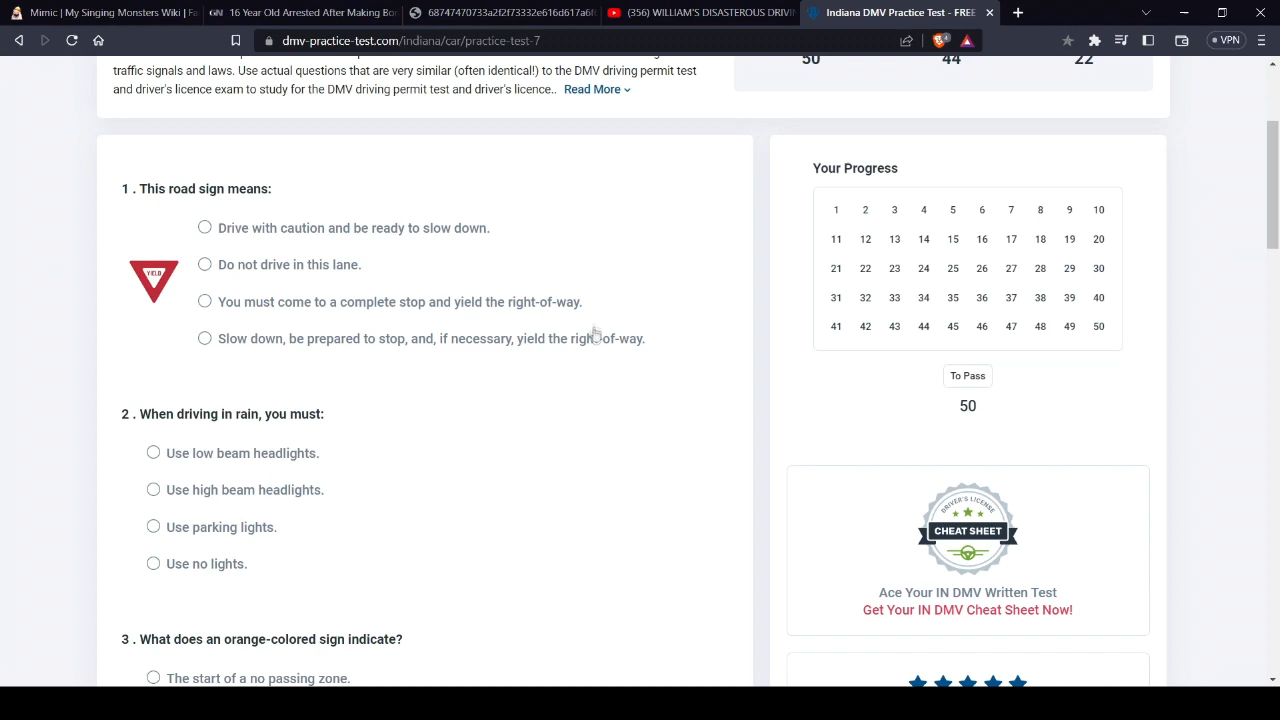 Mimic | My Singing Monsters Wiki | Fa
16 Year Old Arrested After Making Bo
68747470733a2f2f73332e616d617a6f
(356) WILLIAM'S DISASTROUS DRIVI
Indiana DMV Practice Test - FREE
dmv-practice-test.com/indiana/car/practice-test-7
VPN
traffic signals and laws. Use actual questions that are very similar (often identical!) to the DMV driving permit test
and driver's licence exam to study for the DMV driving permit test and driver's licence.. Read More
50 44 22
1 . This road sign means:
YIELD
Drive with caution and be ready to slow down.
Do not drive in this lane.
You must come to a complete stop and yield the right-of-way.
Slow down, be prepared to stop, and, if necessary, yield the right-of-way.
2 . When driving in rain, you must:
Use low beam headlights.
Use high beam headlights.
Use parking lights.
Use no lights.
3 . What does an orange-colored sign indicate?
The start of a no passing zone.
Your Progress
1 2 3 4 5 6 7 8 9 10
11 12 13 14 15 16 17 18 19 20
21 22 23 24 25 26 27 28 29 30
31 32 33 34 35 36 37 38 39 40
41 42 43 44 45 46 47 48 49 50
To Pass
50
DRIVER'S LICENSE
CHEAT SHEET
Ace Your IN DMV Written Test
Get Your IN DMV Cheat Sheet Now!